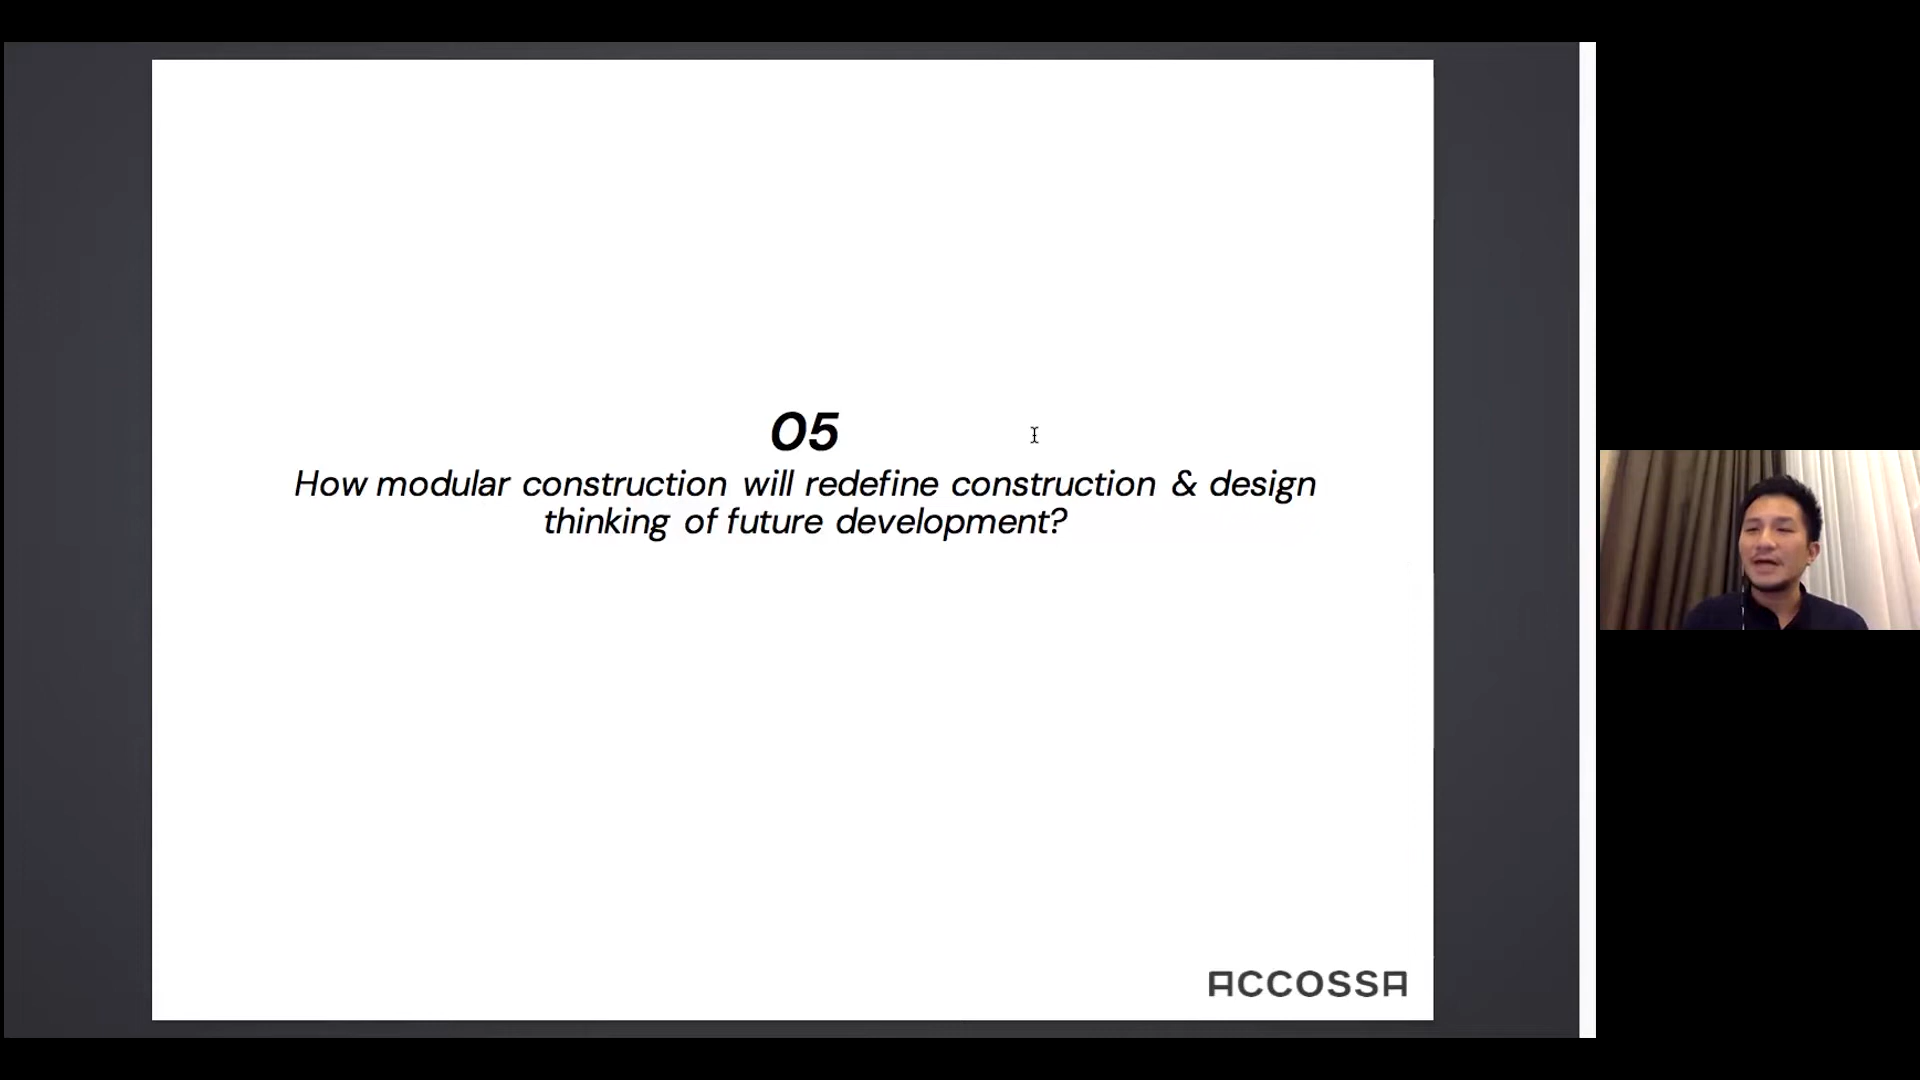 05
How modular construction will redefine construction & design
thinking of future development?
ACCOSSA